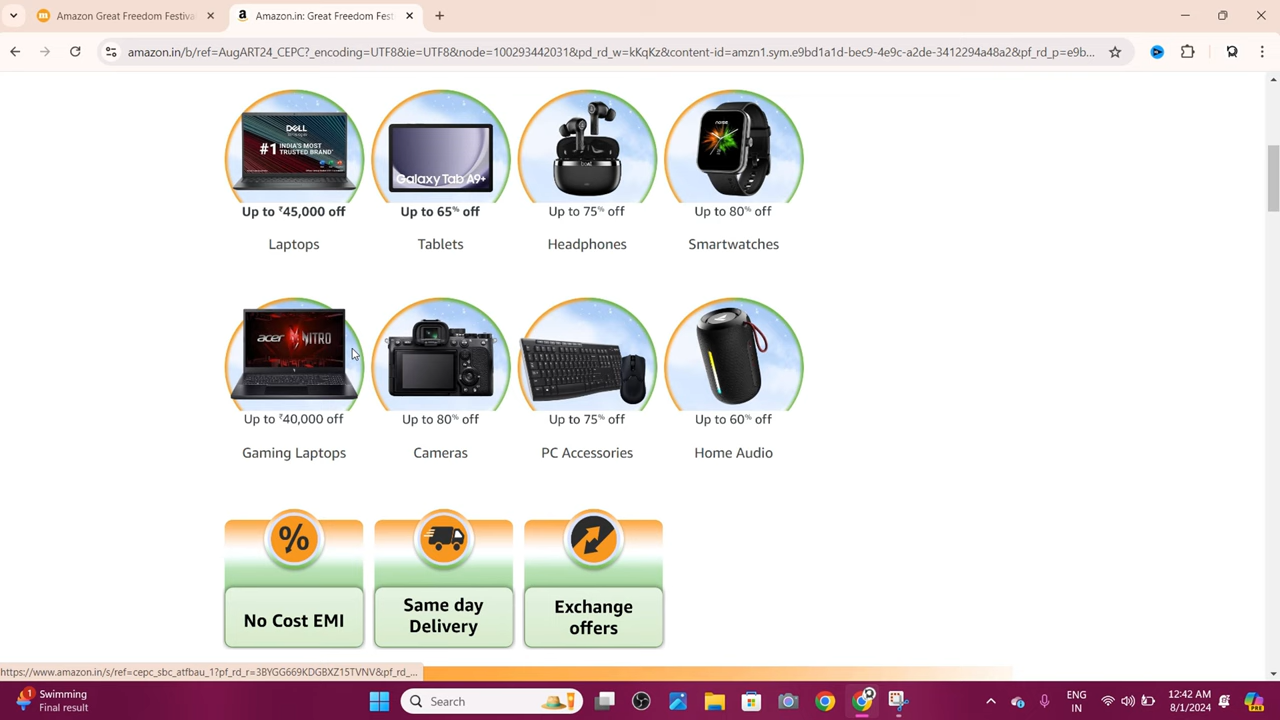 Amazon Great Freedom Festiva
Amazon.in: Great Freedom Fest
amazon.in/b/ref=AugART24_CEPC?_encoding=UTF8&ie=UTF8&node=100293442031&pd_rd_w=kKqKz&content-id=amzn1.sym.e9bd1a1d-bec9-4e9c-a2de-3412294a48a2&pf_rd_p=e9b...
DELL
INDIA'S MOST
#1 TRUSTED BRAND
Galaxy Tab A9+
boAt
noise
Up to ₹45,000 off
Up to 65% off
Up to 75% off
Up to 80% off
Laptops
Tablets
Headphones
Smartwatches
acer NITRO
Up to ₹40,000 off
Up to 80% off
Up to 75% off
Up to 60% off
Gaming Laptops
Cameras
PC Accessories
Home Audio
%
No Cost EMI
Same day
Delivery
Exchange
offers
https://www.amazon.in/s/ref=cepc_sbc_atfbau_1?pf_rd_r=3BYGG669KDGBXZ15TVNV&pf_rd_...
1
Swimming
Final result
Search
ENG
IN
12:42 AM
8/1/2024
PRE